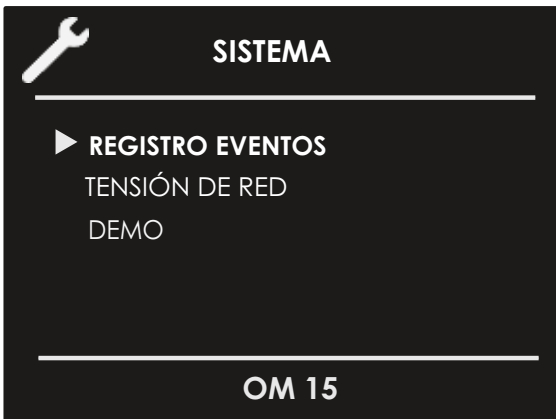 SISTEMA
REGISTRO EVENTOS
TENSIÓN DE RED
DEMO
OM 15